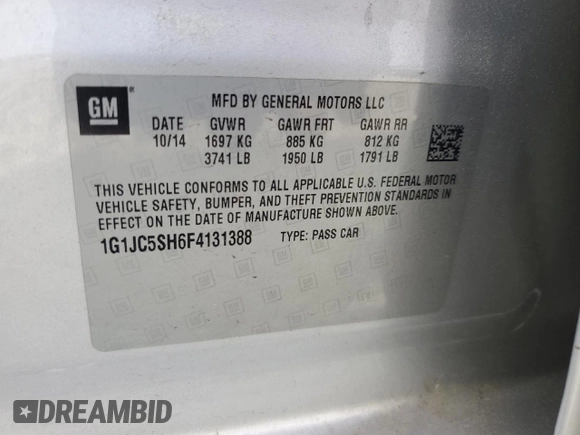 GM
MFD BY GENERAL MOTORS LLC
DATE GVWR GAWR FRT GAWR RR
10/14 1697 KG 885 KG 812 KG
3741 LB 1950 LB 1791 LB
THIS VEHICLE CONFORMS TO ALL APPLICABLE U.S. FEDERAL MOTOR
VEHICLE SAFETY, BUMPER, AND THEFT PREVENTION STANDARDS IN
EFFECT ON THE DATE OF MANUFACTURE SHOWN ABOVE.
1G1JC5SH6F4131388 TYPE: PASS CAR
DREAMBID